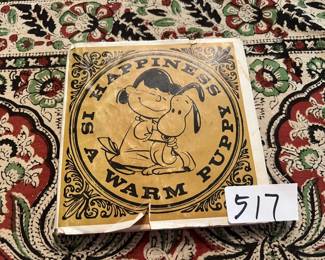 HAPPINESS IS A WARM PUPPY
517